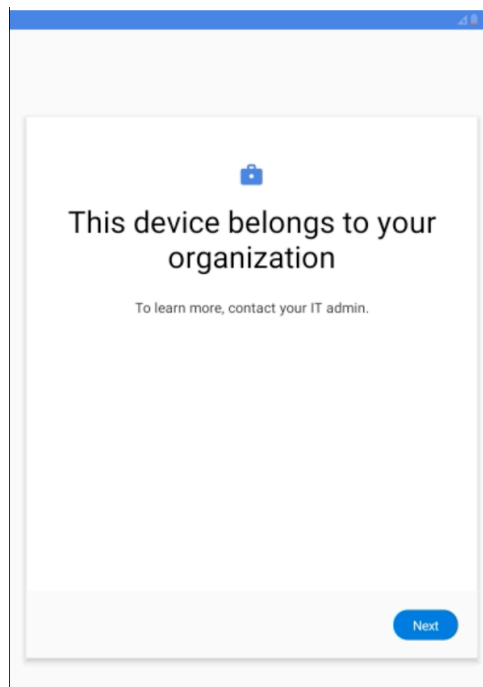 This device belongs to your
organization
To learn more, contact your IT admin.
Next